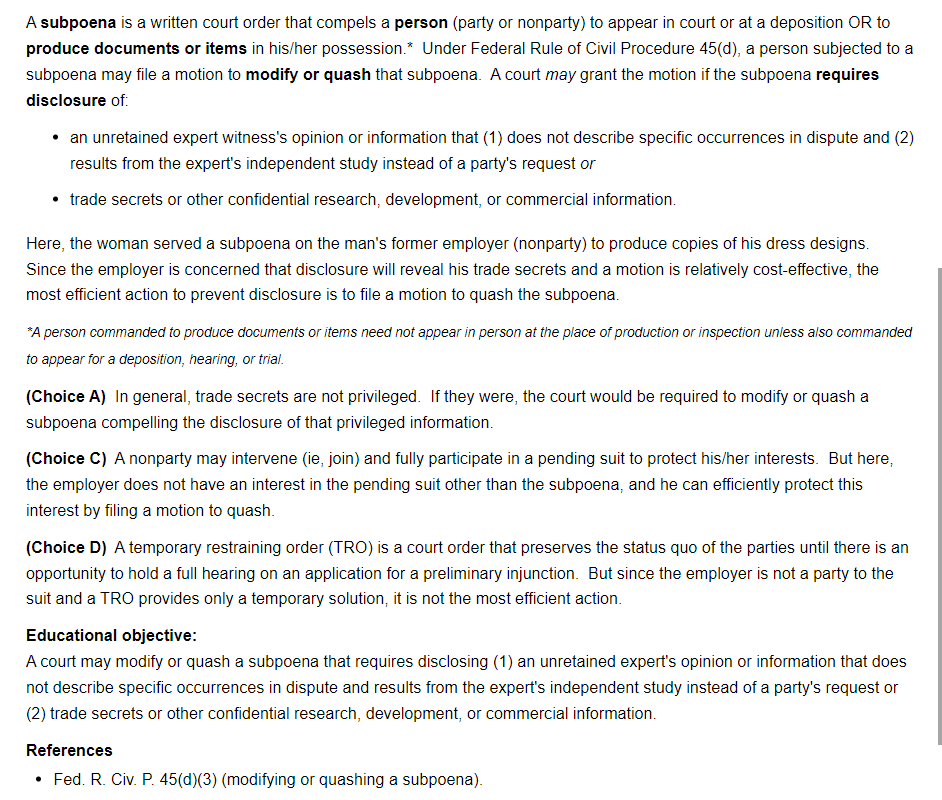 A subpoena is a written court order that compels a person (party or nonparty) to appear in court or at a deposition OR to
produce documents or items in his/her possession.* Under Federal Rule of Civil Procedure 45(d), a person subjected to a
subpoena may file a motion to modify or quash that subpoena. A court may grant the motion if the subpoena requires
disclosure of:
• an unretained expert witness's opinion or information that (1) does not describe specific occurrences in dispute and (2)
results from the expert's independent study instead of a party's request or
• trade secrets or other confidential research, development, or commercial information.
Here, the woman served a subpoena on the man's former employer (nonparty) to produce copies of his dress designs.
Since the employer is concerned that disclosure will reveal his trade secrets and a motion is relatively cost-effective, the
most efficient action to prevent disclosure is to file a motion to quash the subpoena.
*A person commanded to produce documents or items need not appear in person at the place of production or inspection unless also commanded
to appear for a deposition, hearing, or trial.
(Choice A) In general, trade secrets are not privileged. If they were, the court would be required to modify or quash a
subpoena compelling the disclosure of that privileged information.
(Choice C) A nonparty may intervene (ie, join) and fully participate in a pending suit to protect his/her interests. But here,
the employer does not have an interest in the pending suit other than the subpoena, and he can efficiently protect this
interest by filing a motion to quash.
(Choice D) A temporary restraining order (TRO) is a court order that preserves the status quo of the parties until there is an
opportunity to hold a full hearing on an application for a preliminary injunction. But since the employer is not a party to the
suit and a TRO provides only a temporary solution, it is not the most efficient action.
Educational objective:
A court may modify or quash a subpoena that requires disclosing (1) an unretained expert's opinion or information that does
not describe specific occurrences in dispute and results from the expert's independent study instead of a party's request or
(2) trade secrets or other confidential research, development, or commercial information.
References
• Fed. R. Civ. P. 45(d)(3) (modifying or quashing a subpoena).